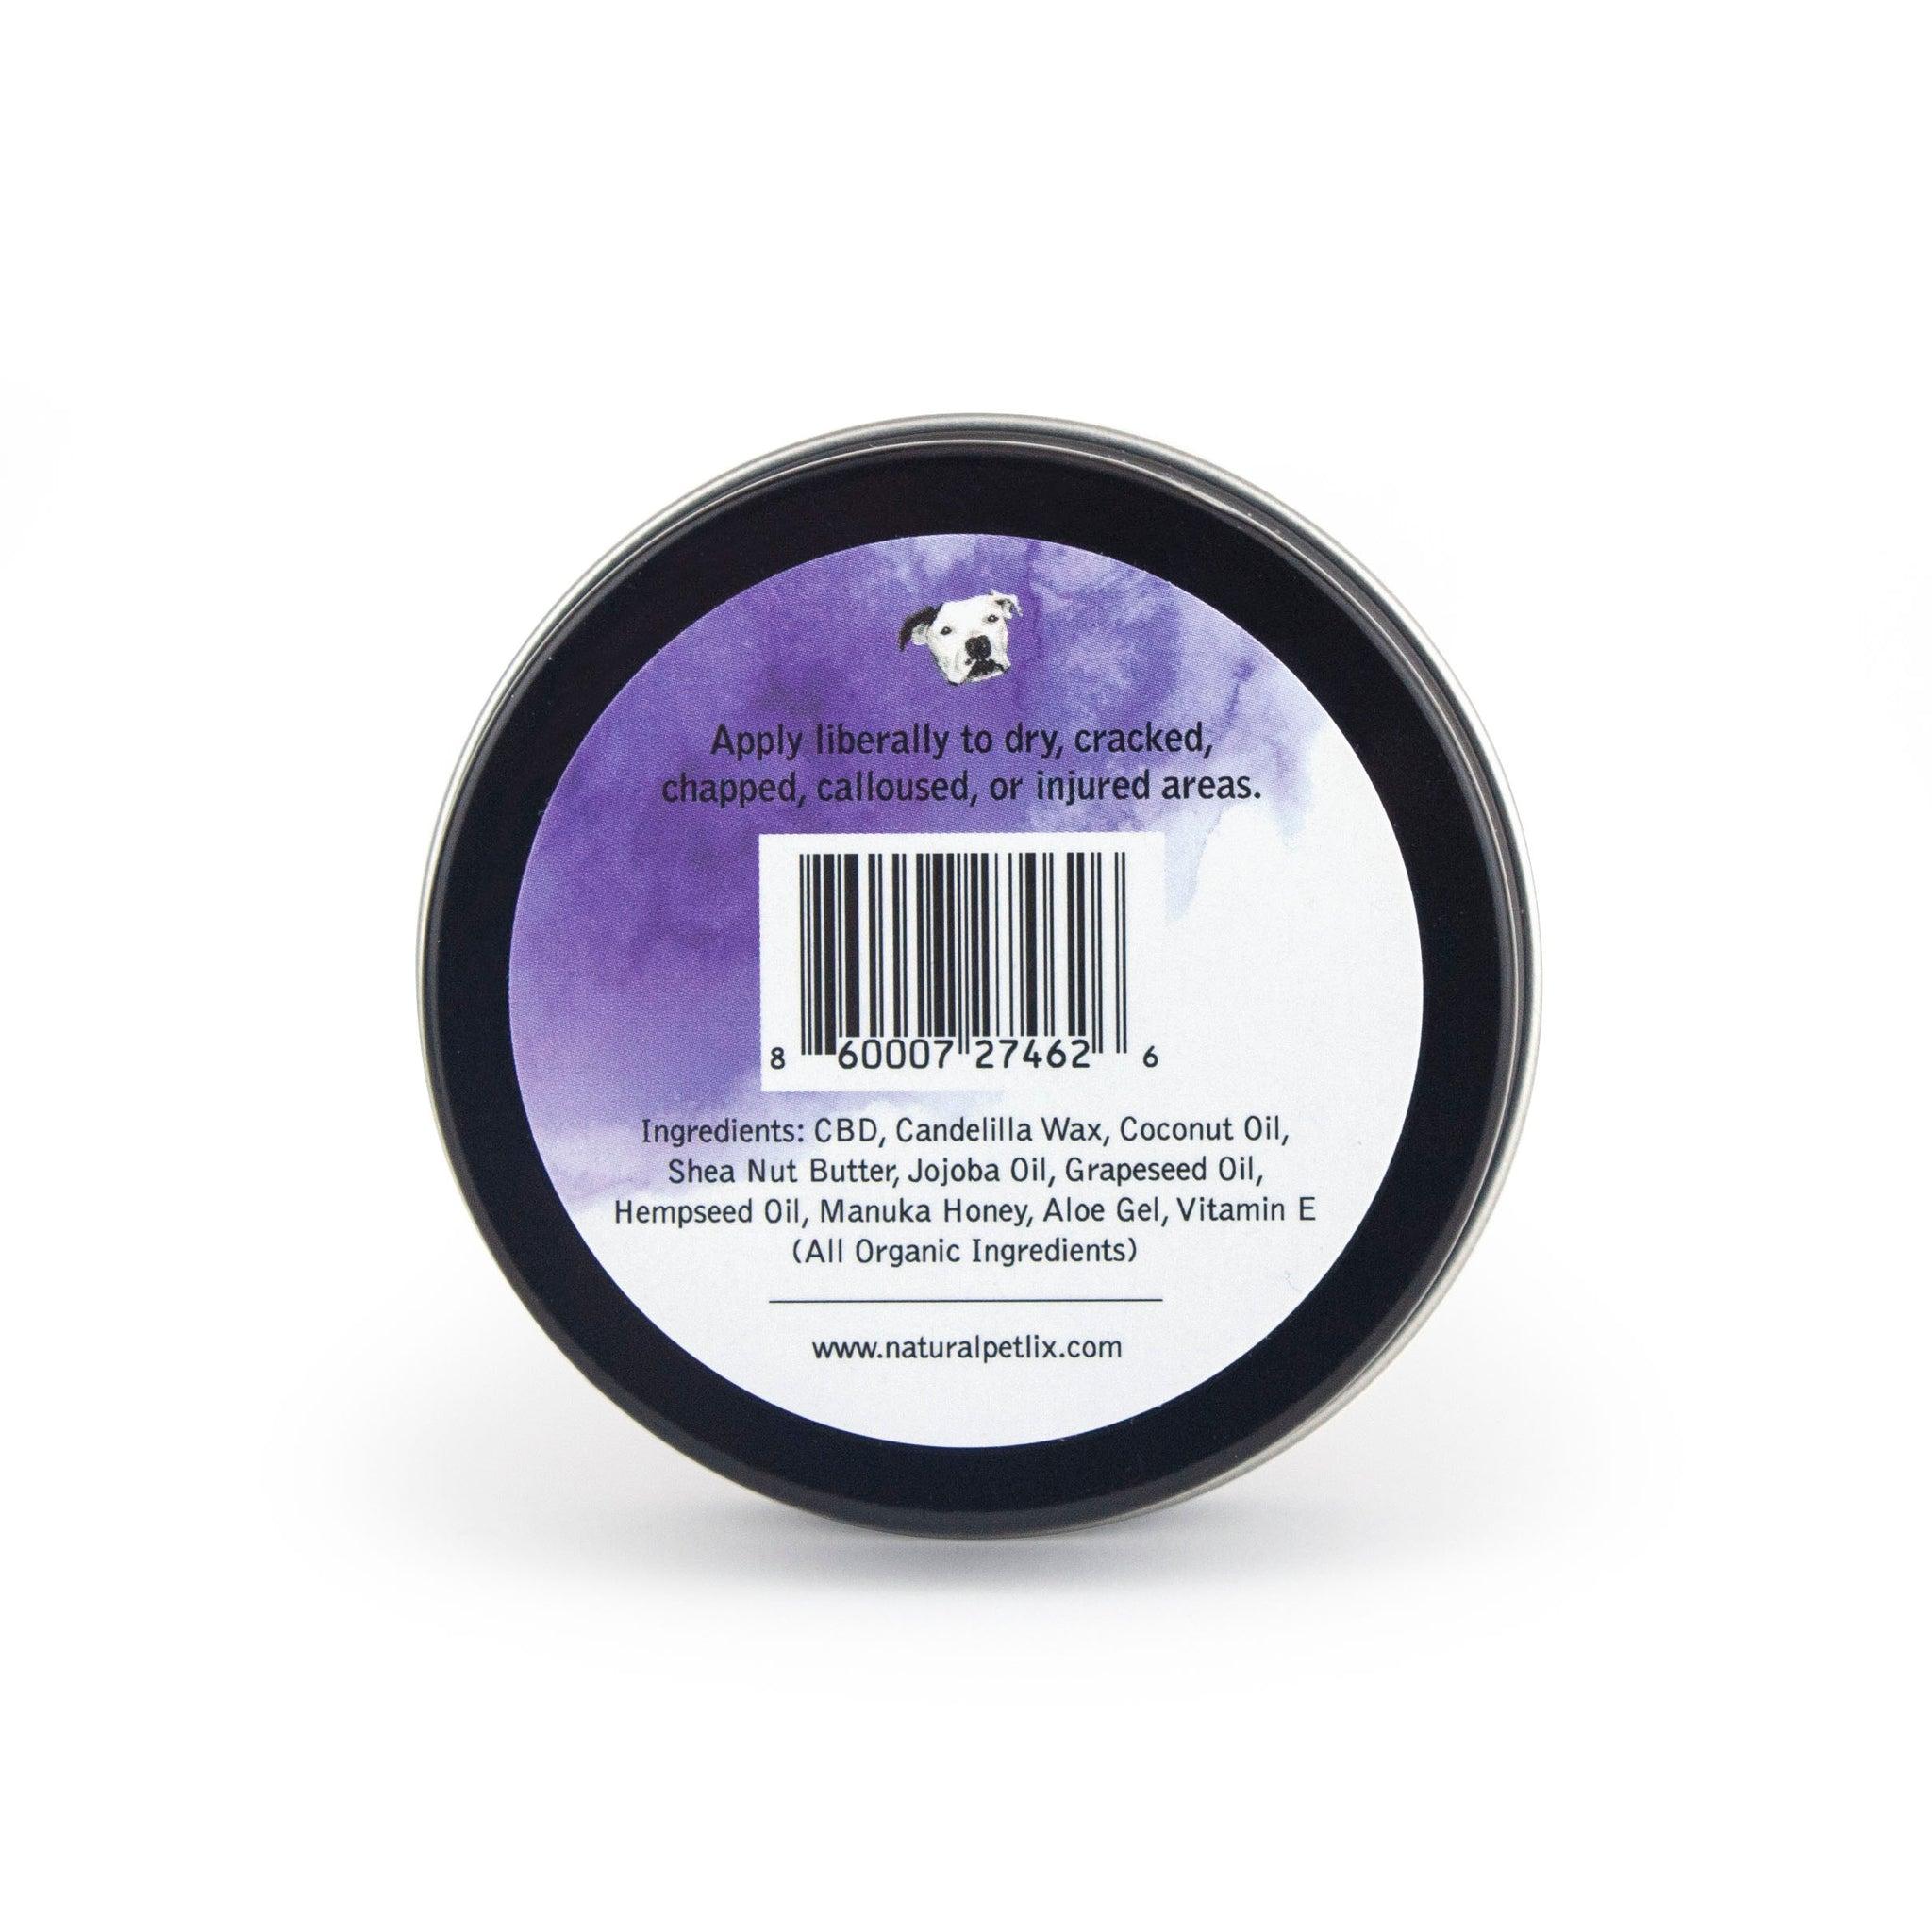 Apply liberally to dry, cracked,
chapped, calloused, or injured areas.
8 60007 27462 6
Ingredients: CBD, Candelilla Wax, Coconut Oil,
Shea Nut Butter, Jojoba Oil, Grapeseed Oil,
Hempseed Oil, Manuka Honey, Aloe Gel, Vitamin E
(All Organic Ingredients)
www.naturalpetlix.com